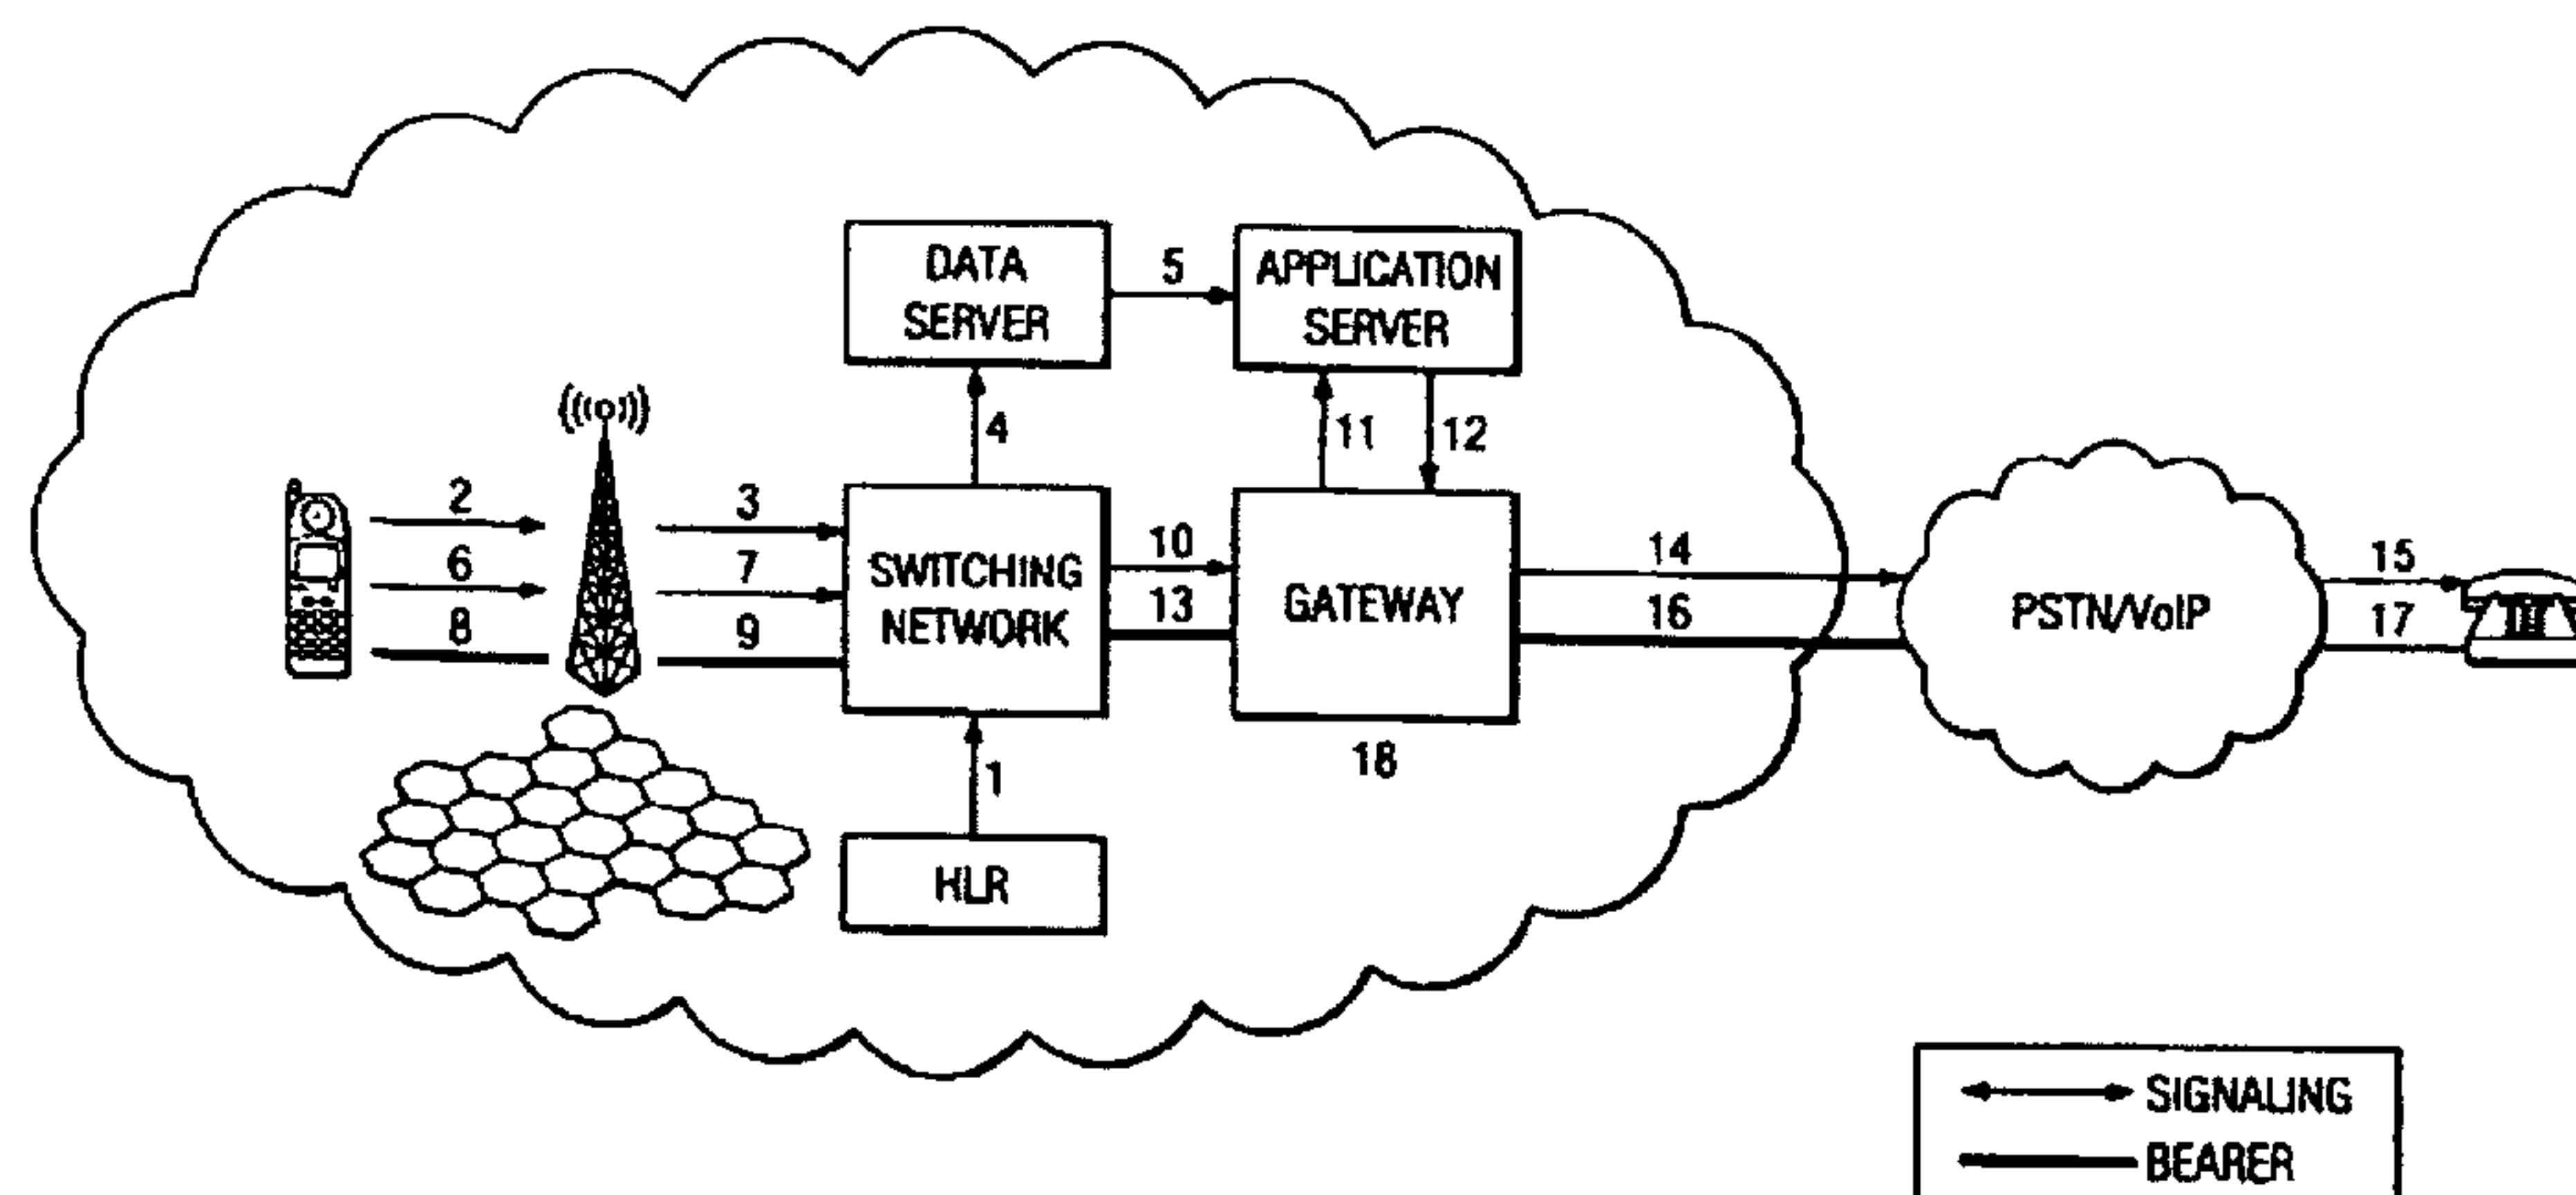 DATA
SERVER
5
APPLICATION
SERVER
4
11
12
2
3
6
7
8
9
SWITCHING
NETWORK
10
13
GATEWAY
14
16
PSTN/VoIP
15
17
18
1
HLR
SIGNALING
BEARER